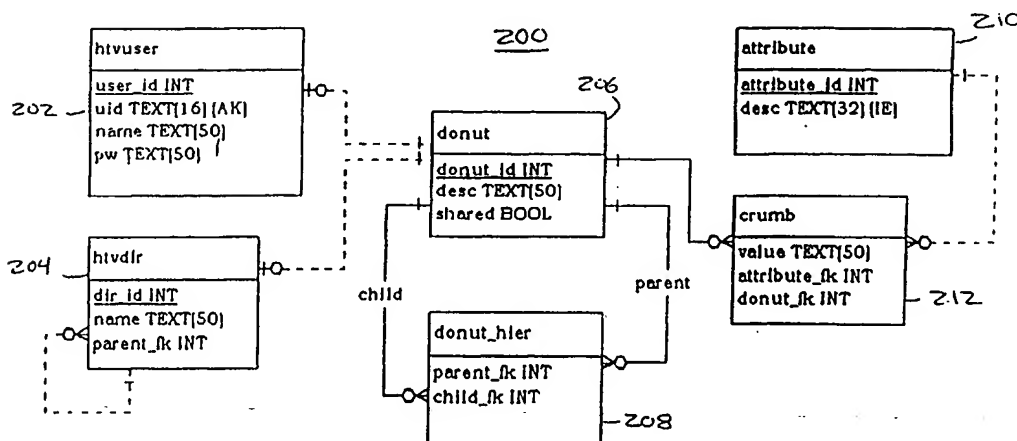 200
htvuser
user_id INT
uid TEXT(16) (AK)
name TEXT(50)
pw TEXT(50)
202
htvdir
dir_id INT
name TEXT(50)
parent_fk INT
204
donut
donut_id INT
desc TEXT(50)
shared BOOL
206
child
parent
donut_hier
parent_fk INT
child_fk INT
208
attribute
attribute_id INT
desc TEXT(32) (IE)
210
crumb
value TEXT(50)
attribute_fk INT
donut_fk INT
212